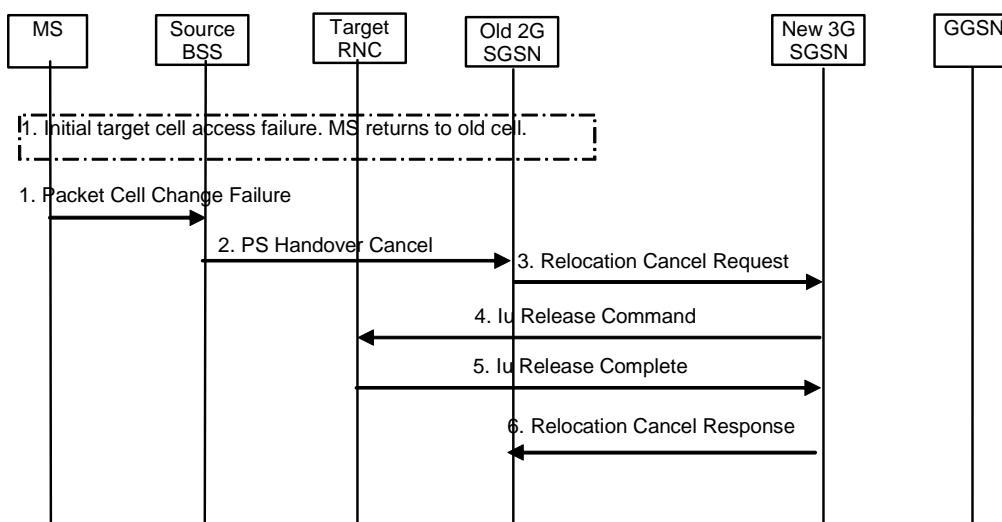 MS
Source
BSS
Target
RNC
Old 2G
SGSN
New 3G
SGSN
GGSN
1. Initial target cell access failure. MS returns to old cell.
1. Packet Cell Change Failure
2. PS Handover Cancel
3. Relocation Cancel Request
4. Iu Release Command
5. Iu Release Complete
6. Relocation Cancel Response